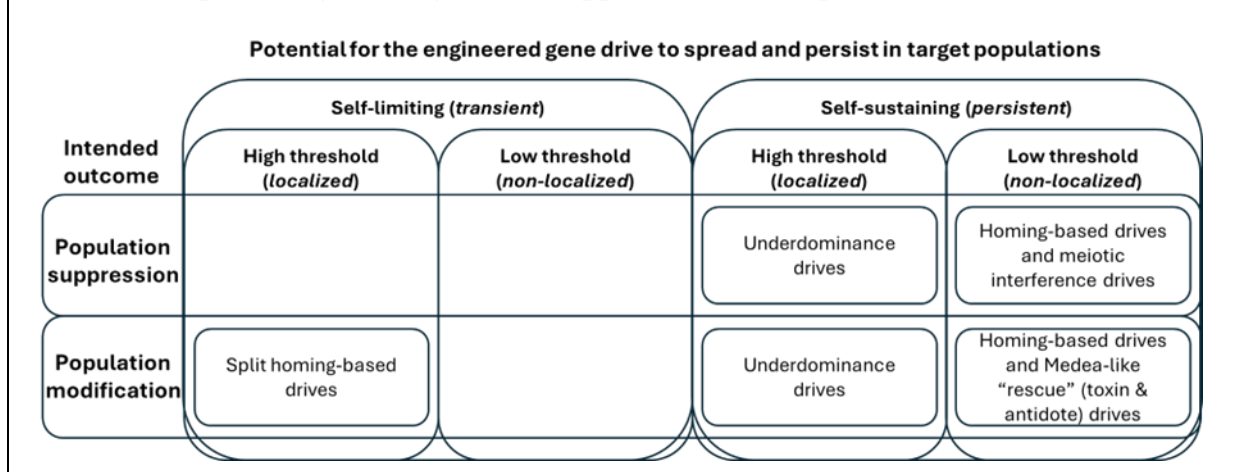 Potential for the engineered gene drive to spread and persist in target populations
Self-limiting (transient)
Self-sustaining (persistent)
Intended
outcome
High threshold
(localized)
Low threshold
(non-localized)
High threshold
(localized)
Low threshold
(non-localized)
Population
suppression
Underdominance
drives
Homing-based drives
and meiotic
interference drives
Population
modification
Split homing-based
drives
Underdominance
drives
Homing-based drives
and Medea-like
“rescue” (toxin &
antidote) drives